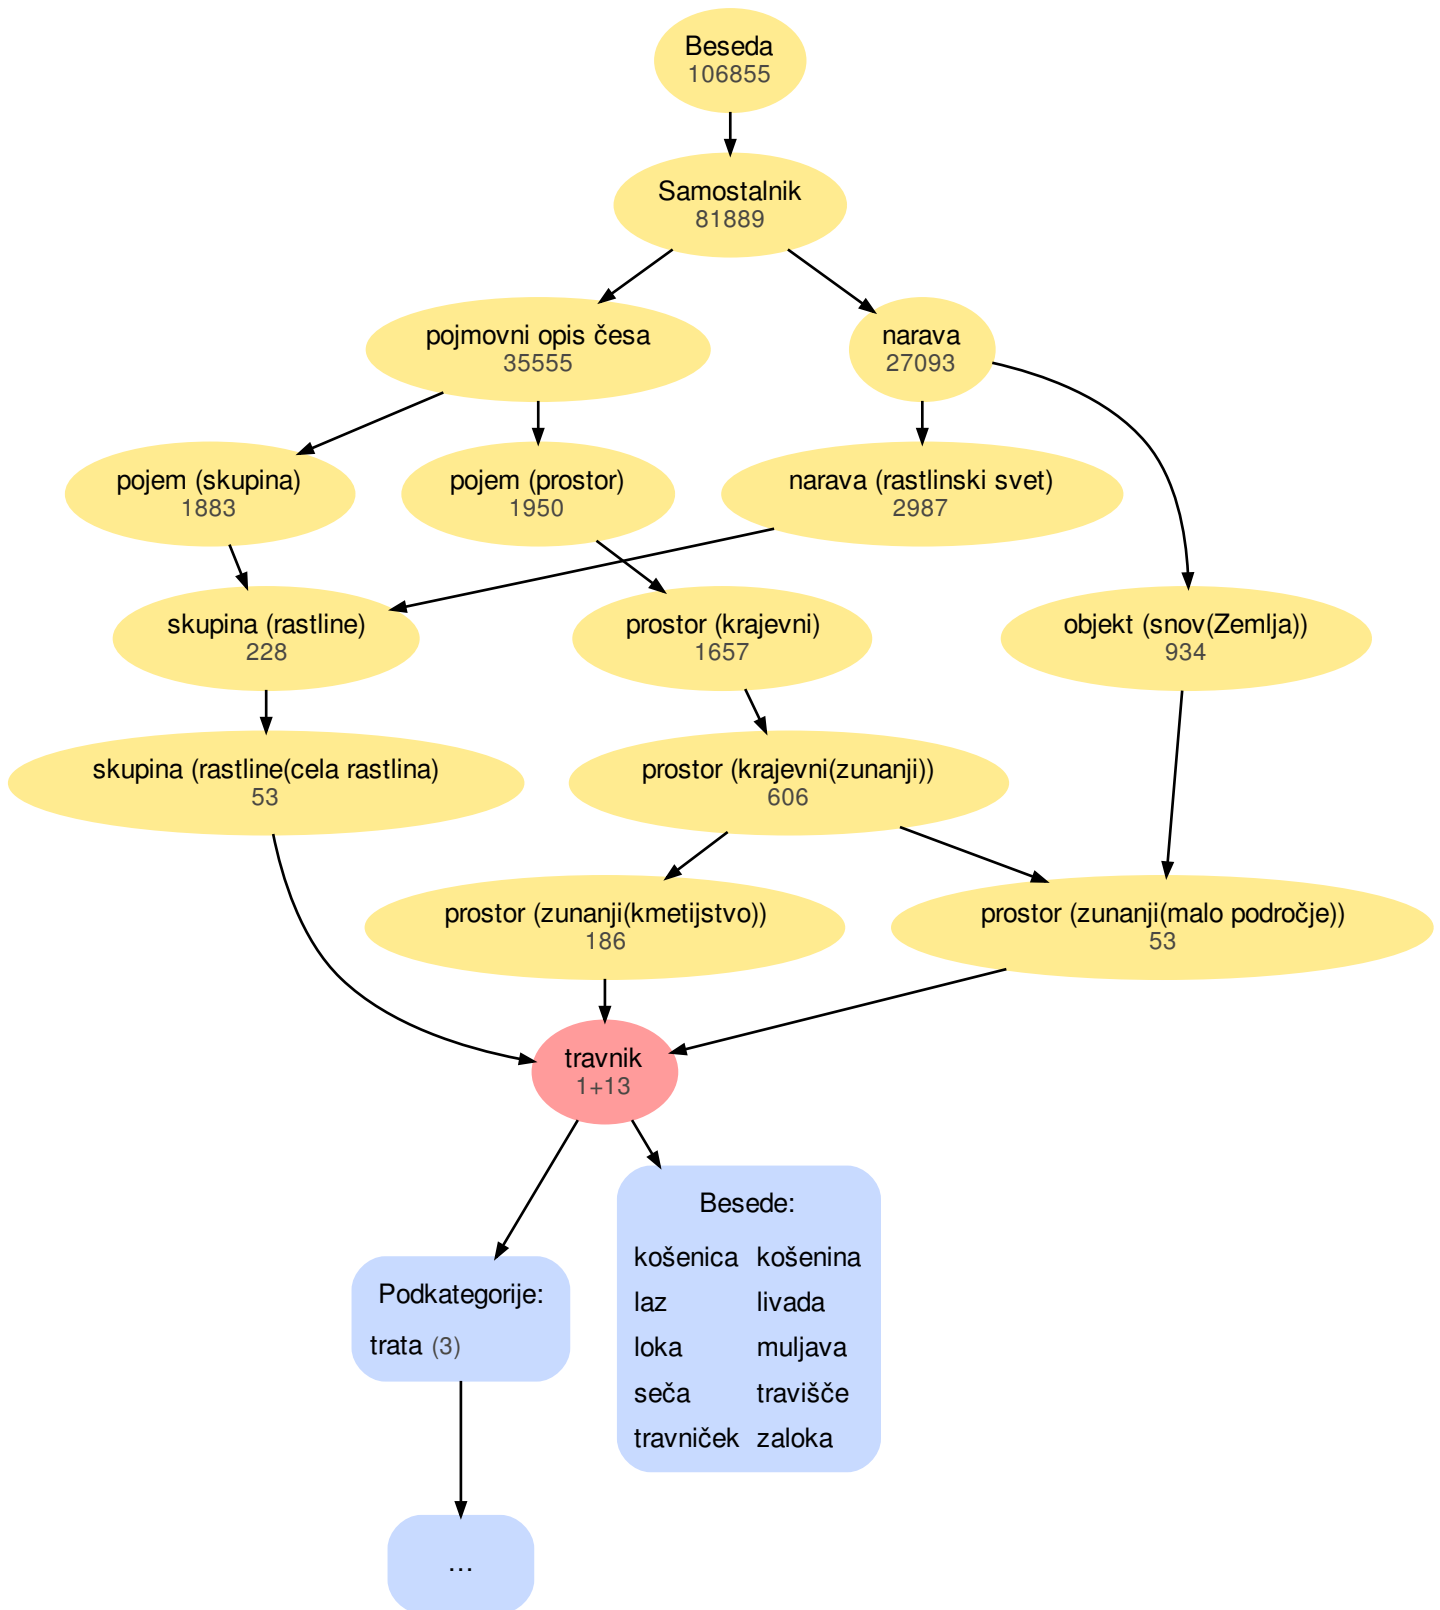 Beseda
106855
Samostalnik
81889
pojmovni opis česa
35555
narava
27093
pojem (skupina)
1883
pojem (prostor)
1950
narava (rastlinski svet)
2987
skupina (rastline)
228
prostor (krajevni)
1657
objekt (snov(Zemlja))
934
skupina (rastline(cela rastlina)
53
prostor (krajevni(zunanji))
606
prostor (zunanji(kmetijstvo))
186
prostor (zunanji(malo področje))
53
travnik
1+13
Besede:
košenica košenina
laz livada
loka muljava
seča travišče
travniček zaloka
Podkategorije:
trata (3)
...